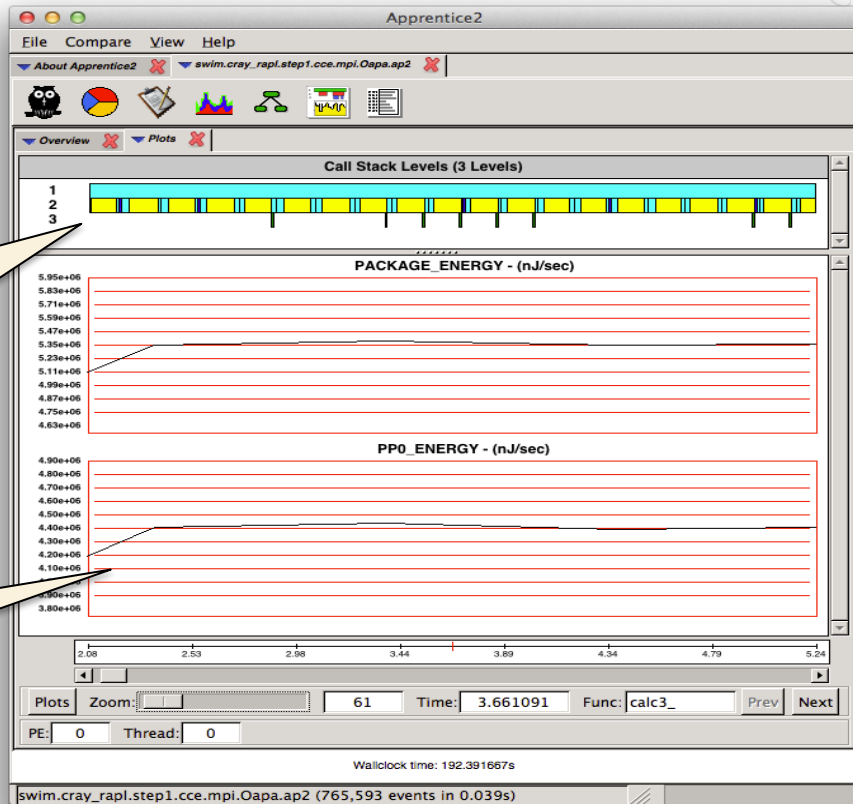 Apprentice2
File Compare View Help
About Apprentice2 swim.cray_rapl.step1.cce.mpi.Oapa.ap2
Overview Plots
Call Stack Levels (3 Levels)
1
2
3
PACKAGE_ENERGY - (nJ/sec)
5.95e+06
5.83e+06
5.71e+06
5.59e+06
5.47e+06
5.35e+06
5.23e+06
5.11e+06
4.99e+06
4.87e+06
4.75e+06
4.63e+06
PP0_ENERGY - (nJ/sec)
4.90e+06
4.80e+06
4.70e+06
4.60e+06
4.50e+06
4.40e+06
4.30e+06
4.20e+06
4.10e+06
3.80e+06
2.08 2.53 2.98 3.44 3.89 4.34 4.79 5.24
Plots Zoom: 61 Time: 3.661091 Func: calc3_ Prev Next
PE: 0 Thread: 0
Wallclock time: 192.391667s
swim.cray_rapl.step1.cce.mpi.Oapa.ap2 (765,593 events in 0.039s)